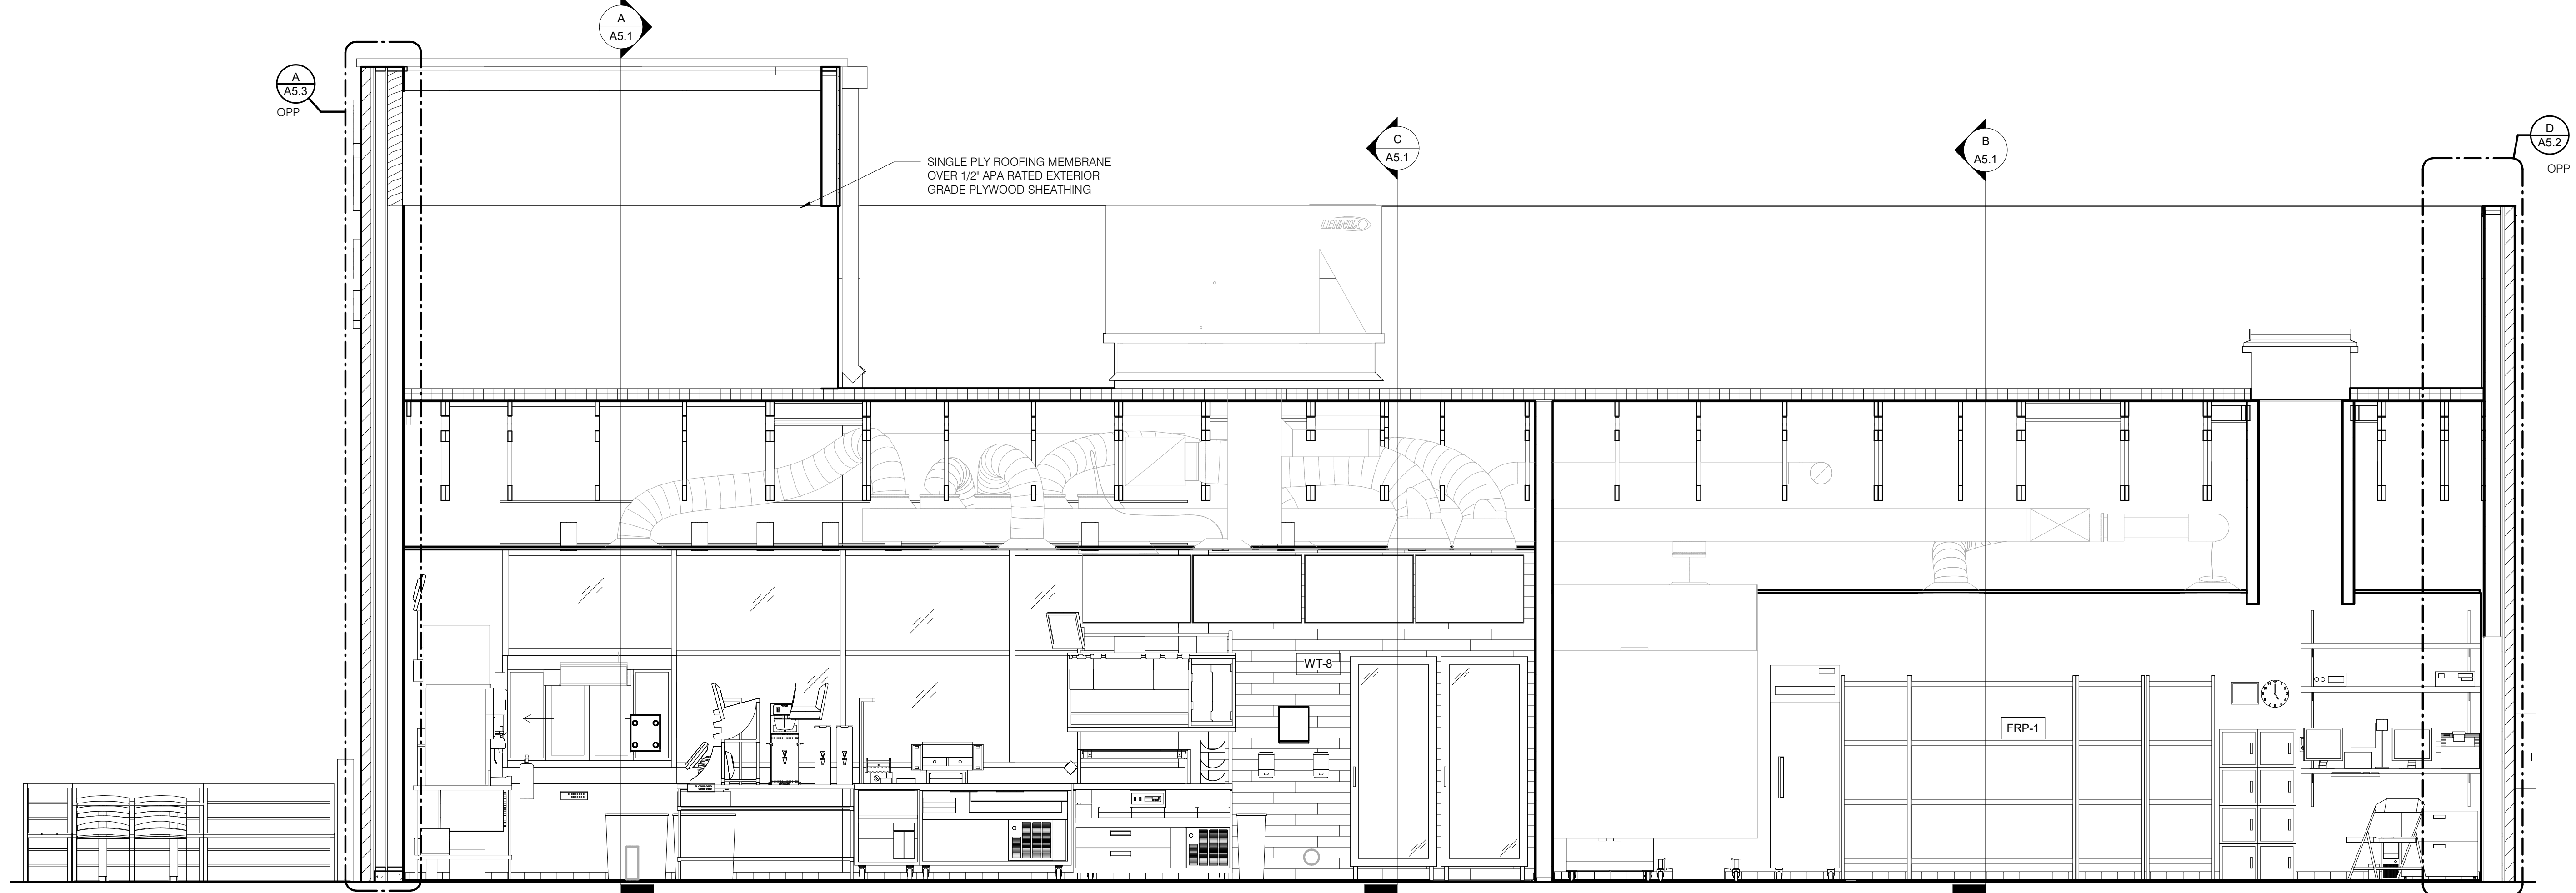 A
A5.1
A
A5.3
OPP
SINGLE PLY ROOFING MEMBRANE
OVER 1/2" APA RATED EXTERIOR
GRADE PLYWOOD SHEATHING
C
A5.1
B
A5.1
D
A5.2
OPP
LENNOX
WT-8
FRP-1